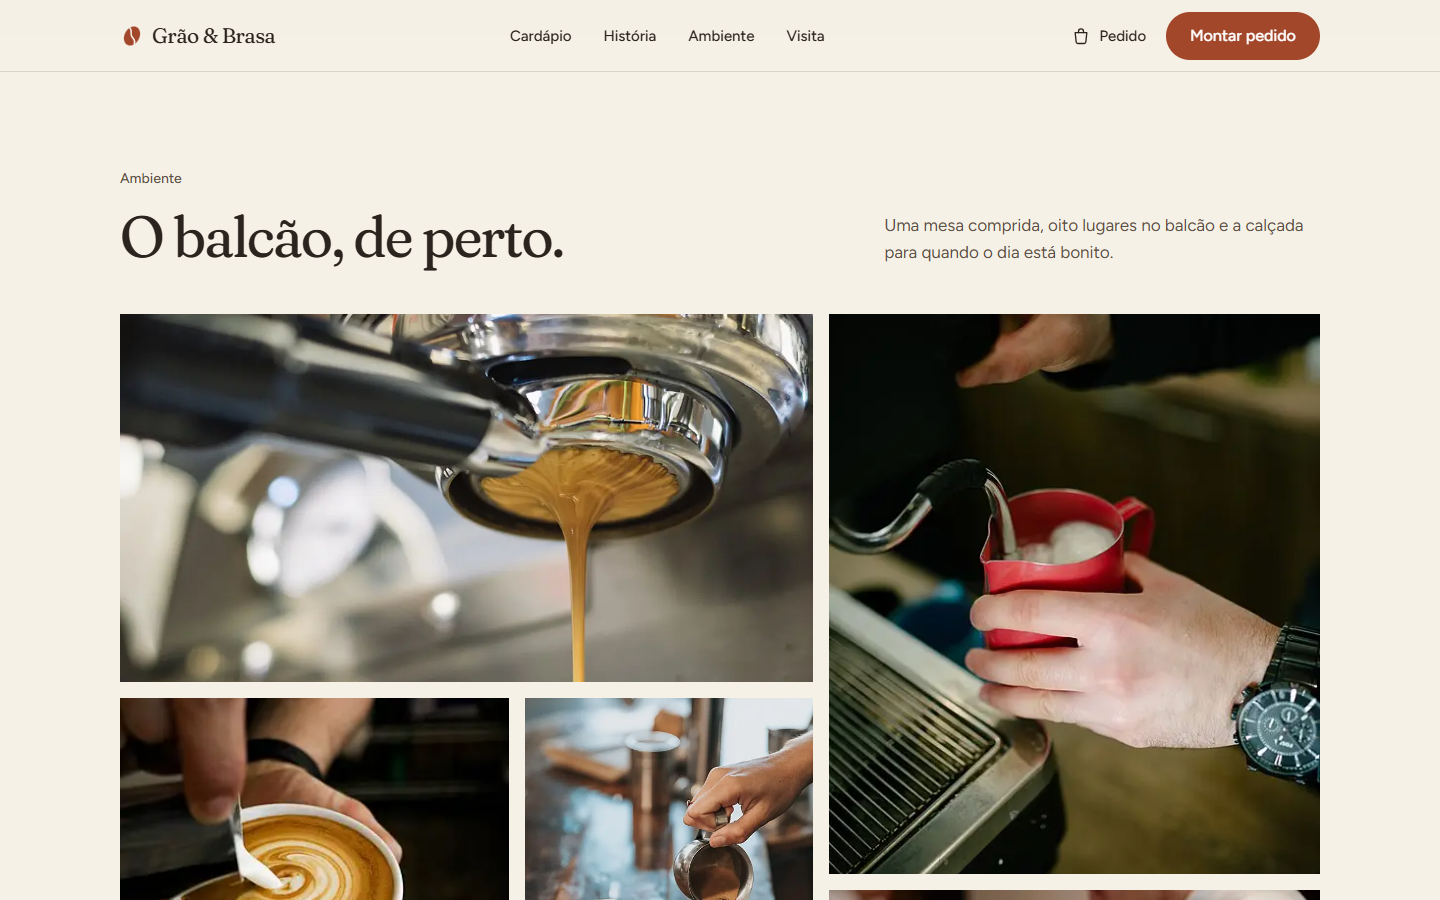 Grão & Brasa
Cardápio
História
Ambiente
Visita
Pedido
Montar pedido
Ambiente
O balcão, de perto.
Uma mesa comprida, oito lugares no balcão e a calçada
para quando o dia está bonito.